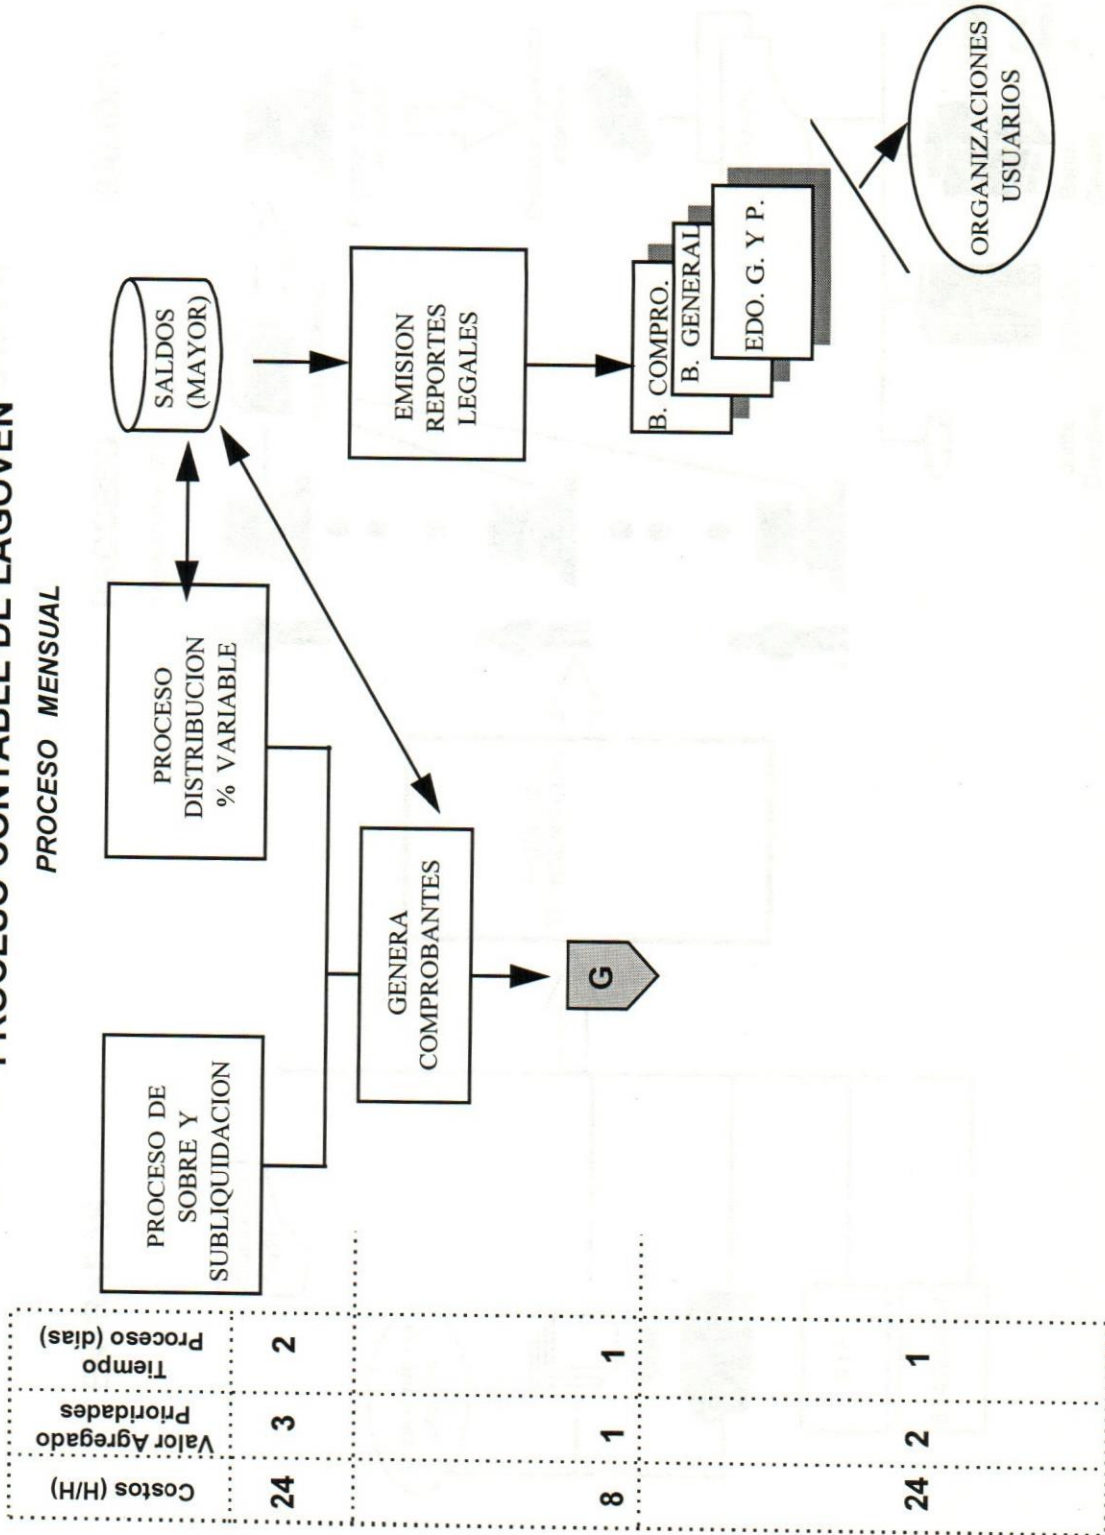 PROCESO CONTABLE DE LAGOVEN
PROCESO MENSUAL
Costos (H/H)
Valor Agregado
Prioridades
Tiempo
Proceso (días)
24
3
2
8
1
1
24
2
1
PROCESO DE
SOBRE Y
SUBLIQUIDACION
PROCESO
DISTRIBUCION
% VARIABLE
SALDOS
(MAYOR)
GENERA
COMPROBANTES
G
EMISION
REPORTES
LEGALES
B. COMPRO.
B. GENERAL
EDO. G. Y P.
ORGANIZACIONES
USUARIOS